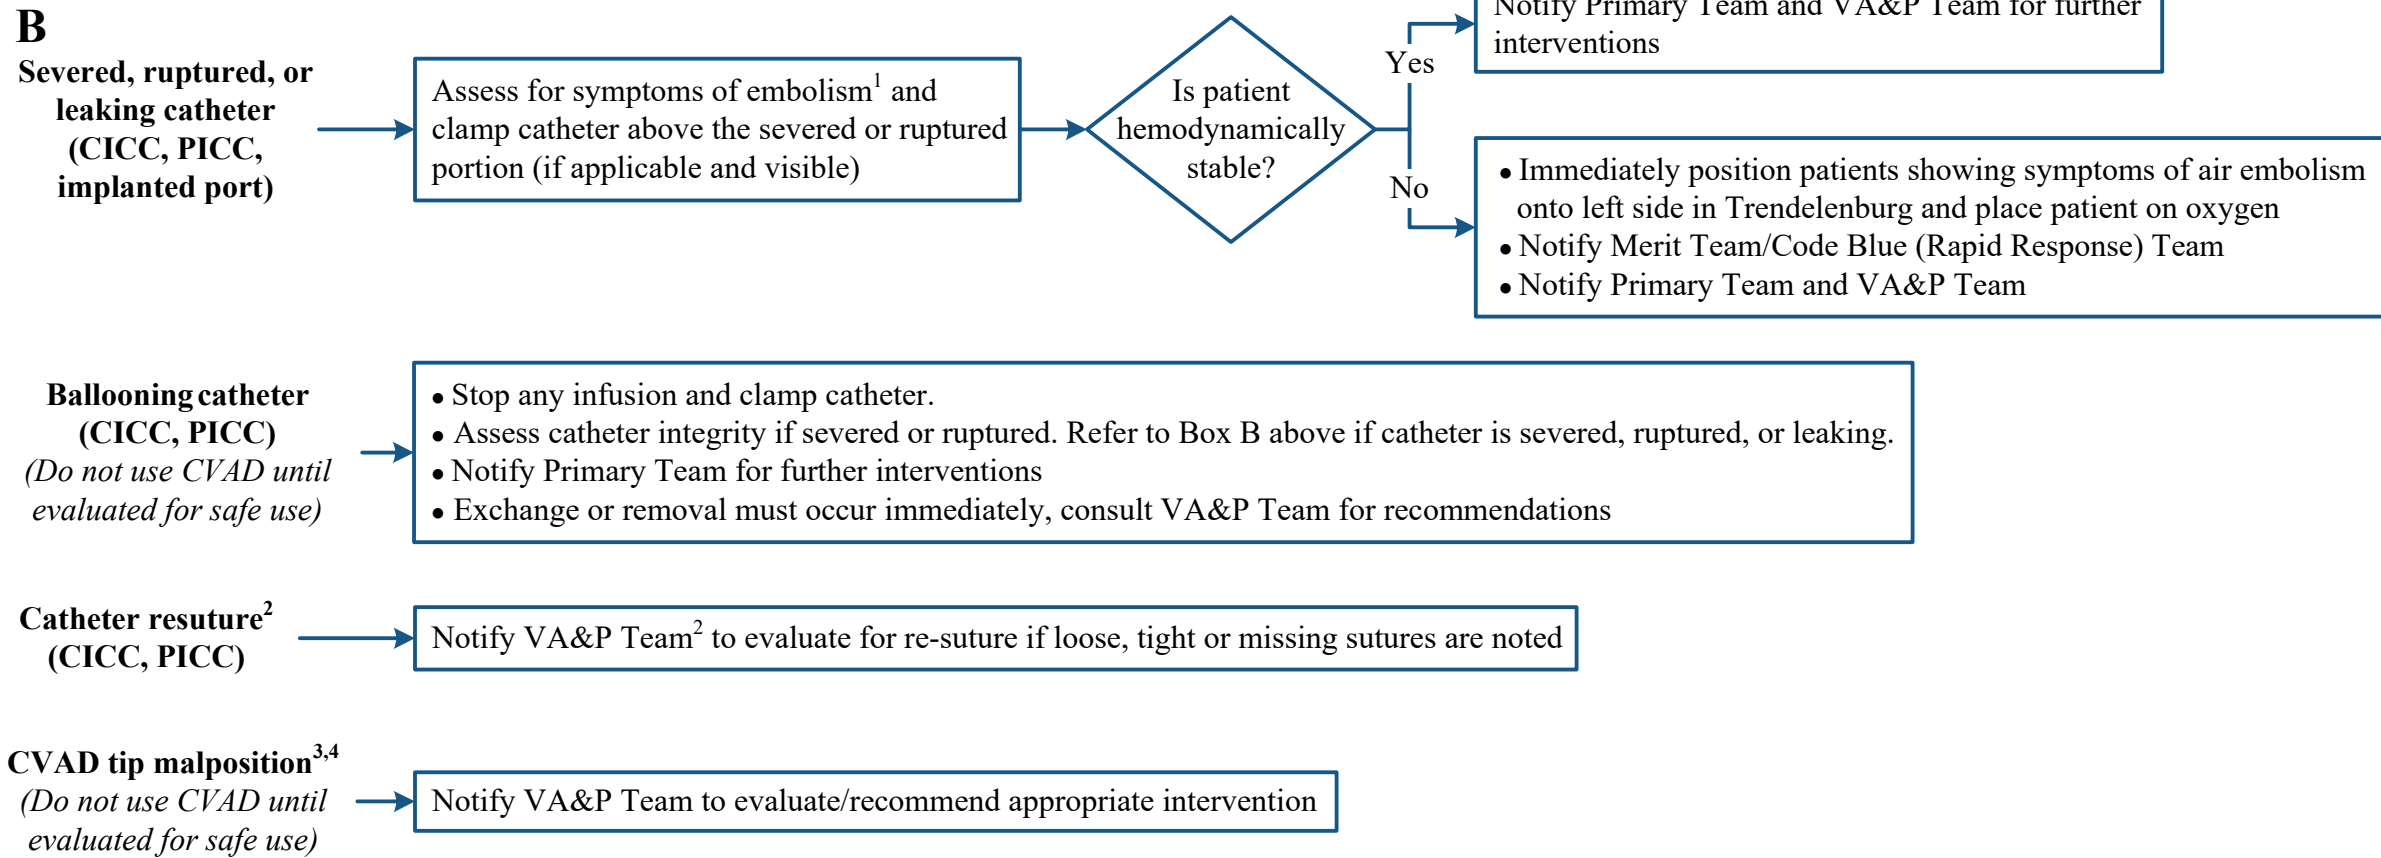 B
Severed, ruptured, or
leaking catheter
(CICC, PICC,
implanted port)
Assess for symptoms of embolism1 and
clamp catheter above the severed or ruptured
portion (if applicable and visible)
Is patient
hemodynamically
stable?
Yes
Notify Primary Team and VA&P Team for further
interventions
No
• Immediately position patients showing symptoms of air embolism
onto left side in Trendelenburg and place patient on oxygen
• Notify Merit Team/Code Blue (Rapid Response) Team
• Notify Primary Team and VA&P Team
Ballooning catheter
(CICC, PICC)
(Do not use CVAD until
evaluated for safe use)
• Stop any infusion and clamp catheter.
• Assess catheter integrity if severed or ruptured. Refer to Box B above if catheter is severed, ruptured, or leaking.
• Notify Primary Team for further interventions
• Exchange or removal must occur immediately, consult VA&P Team for recommendations
Catheter resuture2
(CICC, PICC)
Notify VA&P Team2 to evaluate for re-suture if loose, tight or missing sutures are noted
CVAD tip malposition3,4
(Do not use CVAD until
evaluated for safe use)
Notify VA&P Team to evaluate/recommend appropriate intervention